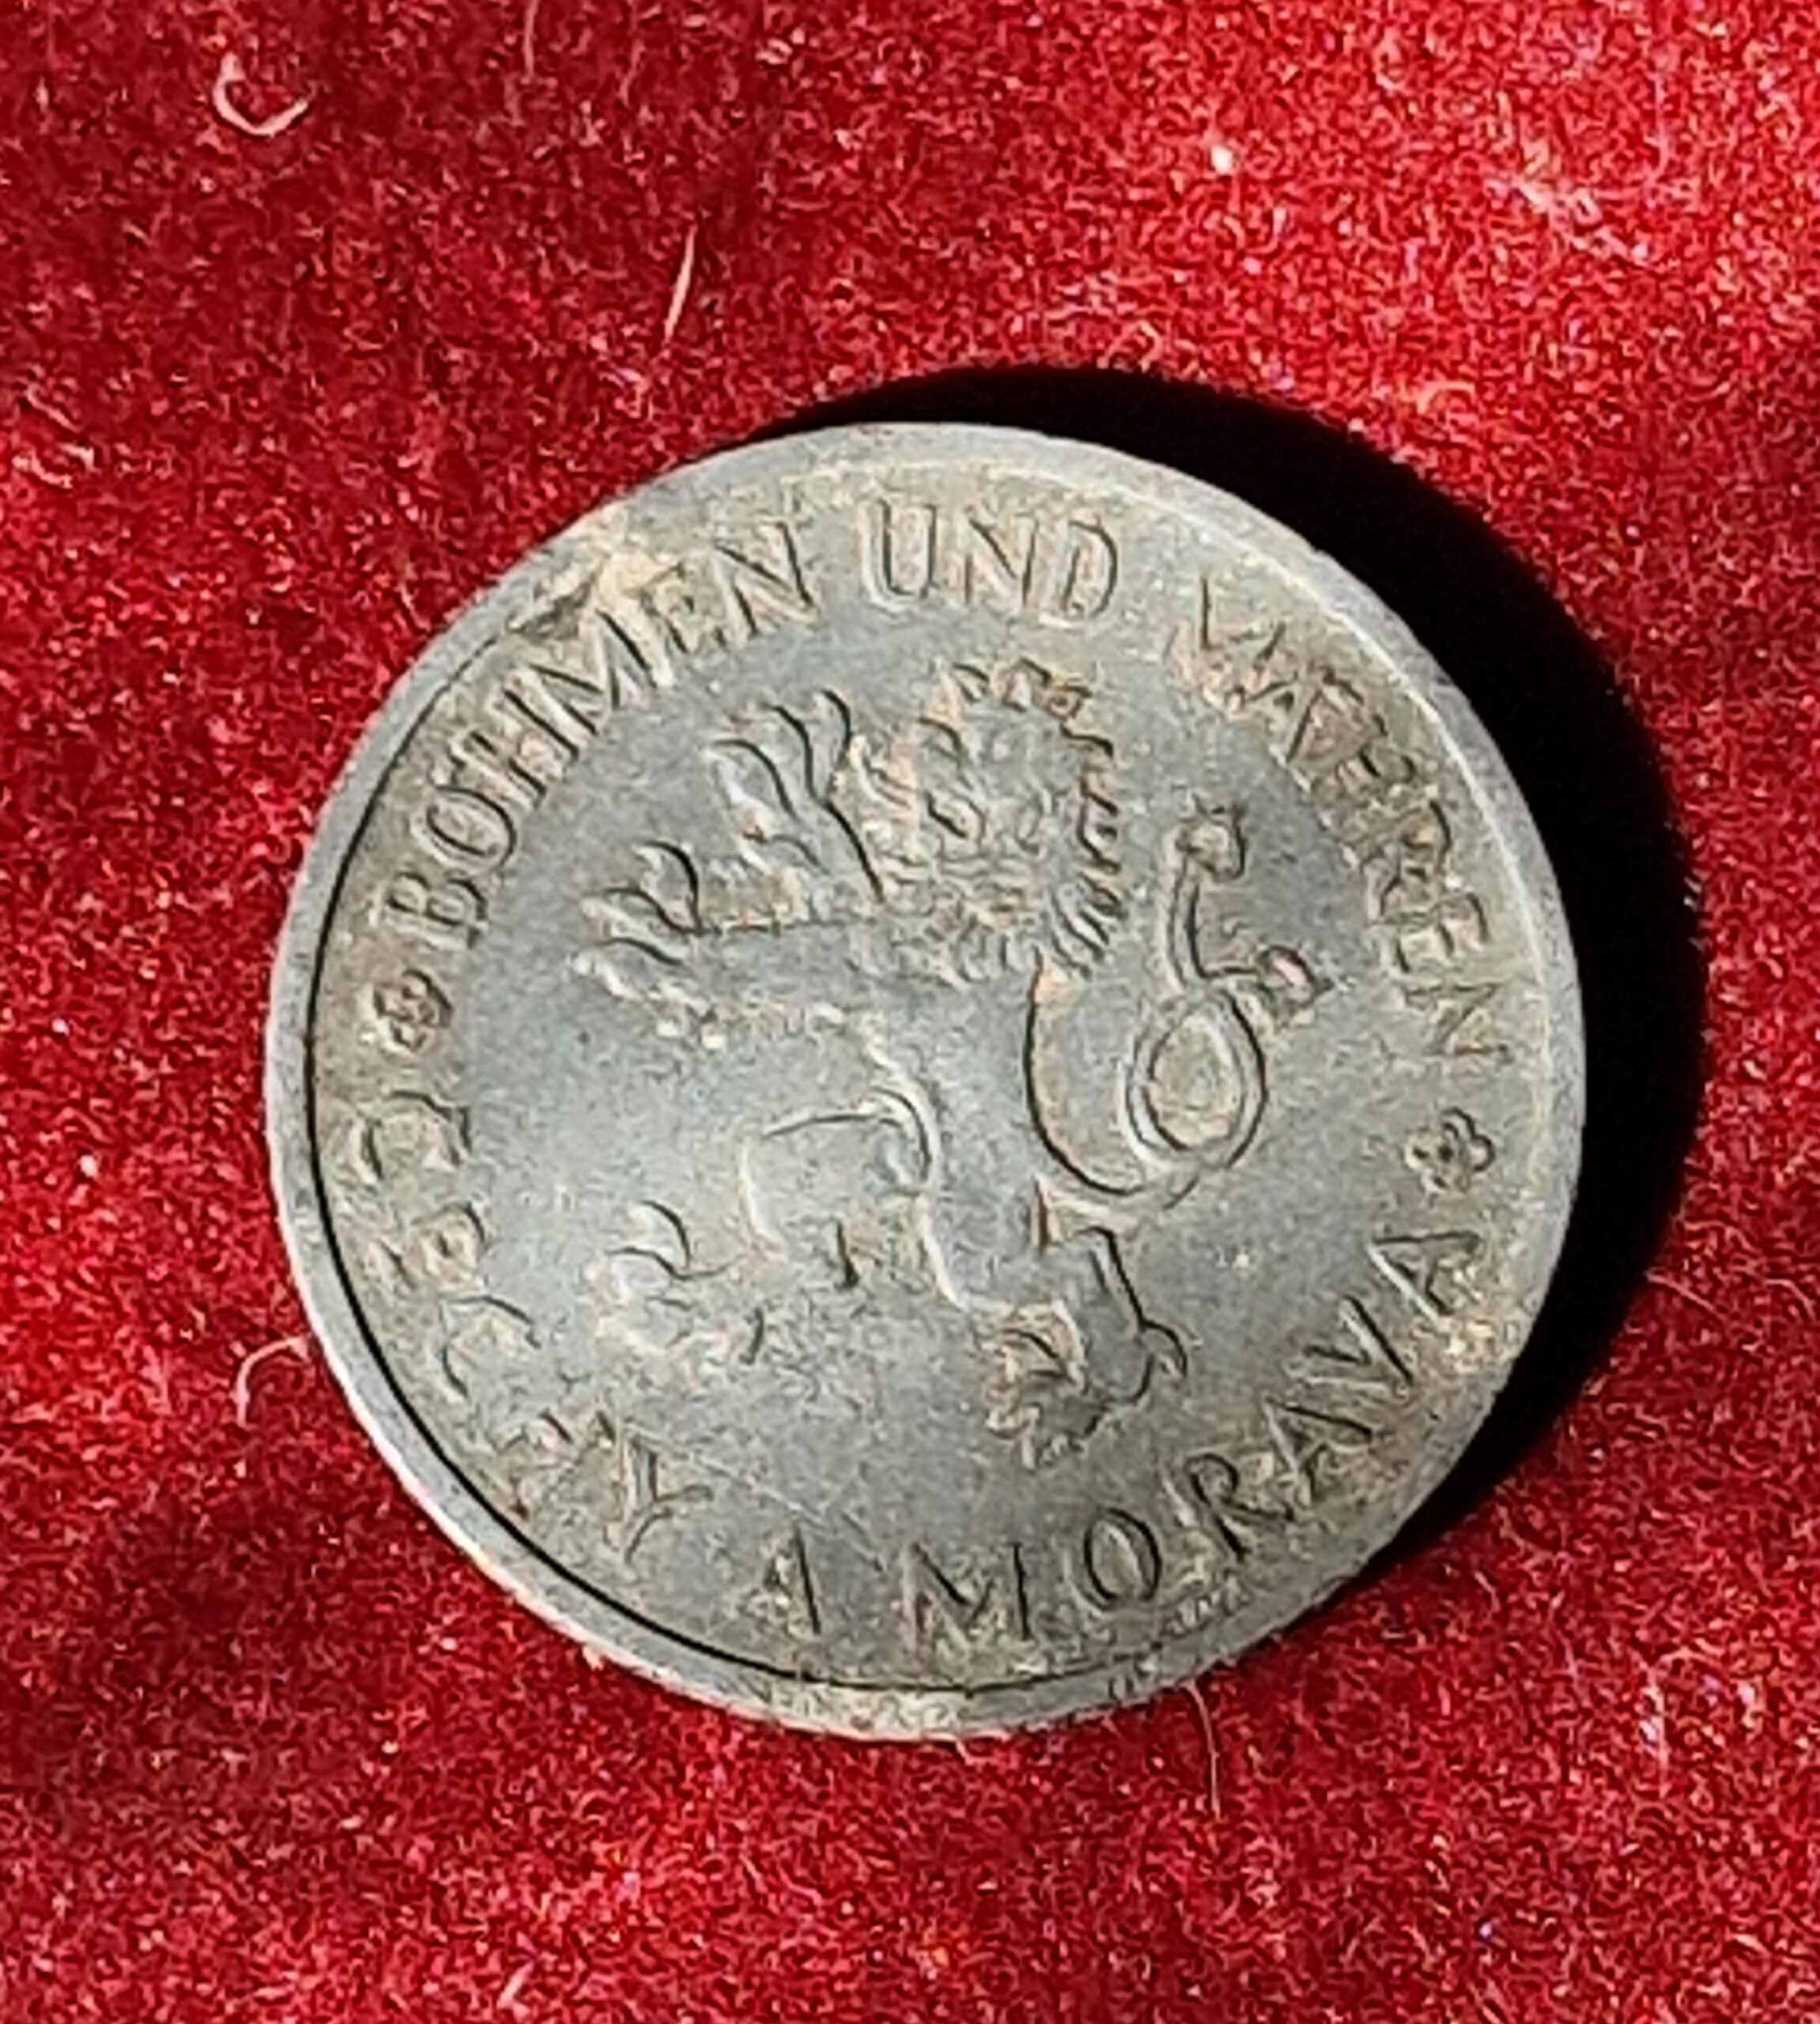 BÖHMEN UND MÄHREN
ČECHY A MORAVA